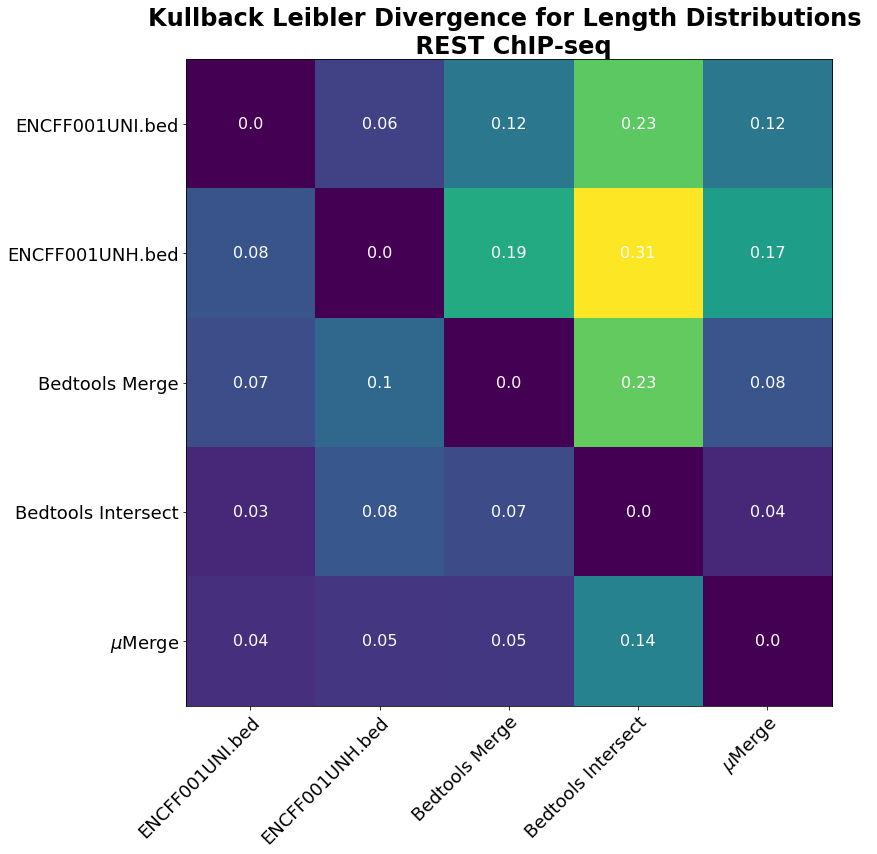 Kullback Leibler Divergence for Length Distributions
REST ChIP-seq
ENCFF001UNI.bed 0.0 0.06 0.12 0.23 0.12
ENCFF001UNH.bed 0.08 0.0 0.19 0.31 0.17
Bedtools Merge 0.07 0.1 0.0 0.23 0.08
Bedtools Intersect 0.03 0.08 0.07 0.0 0.04
μMerge 0.04 0.05 0.05 0.14 0.0
ENCFF001UNI.bed
ENCFF001UNH.bed
Bedtools Merge
Bedtools Intersect
μMerge